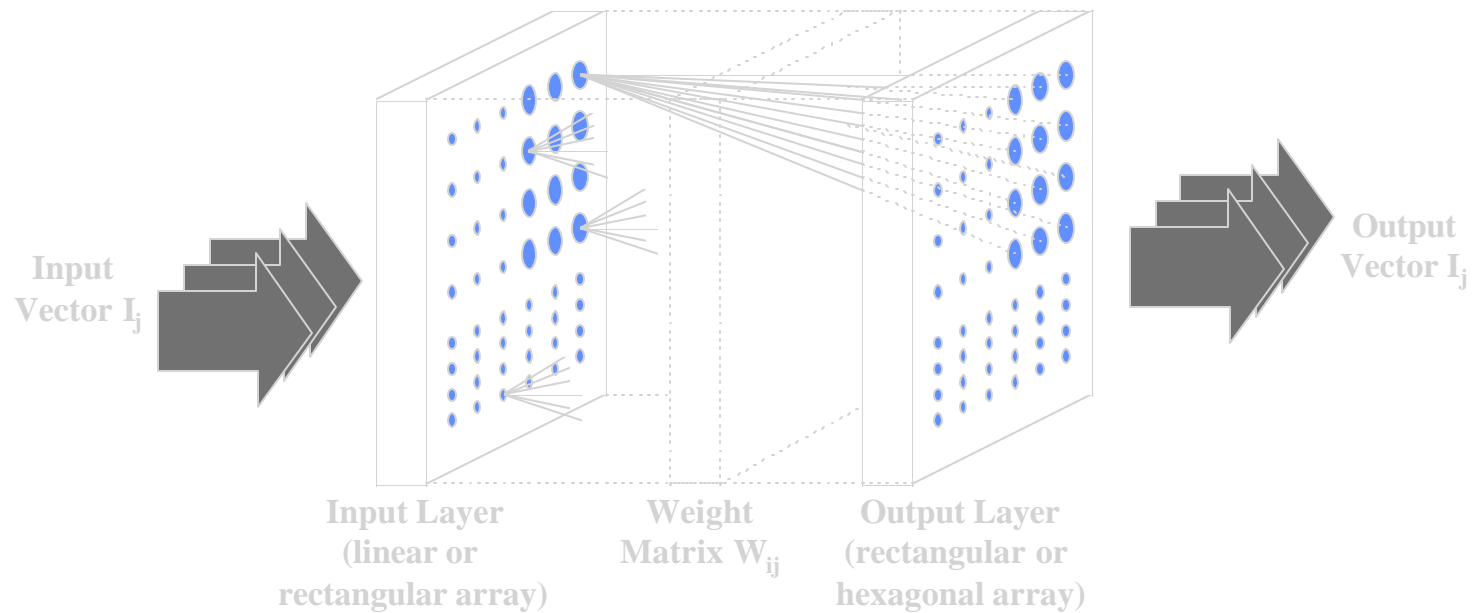 Input
Vector Ij
Input Layer
(linear or
rectangular array)
Weight
Matrix Wij
Output Layer
(rectangular or
hexagonal array)
Output
Vector Ij